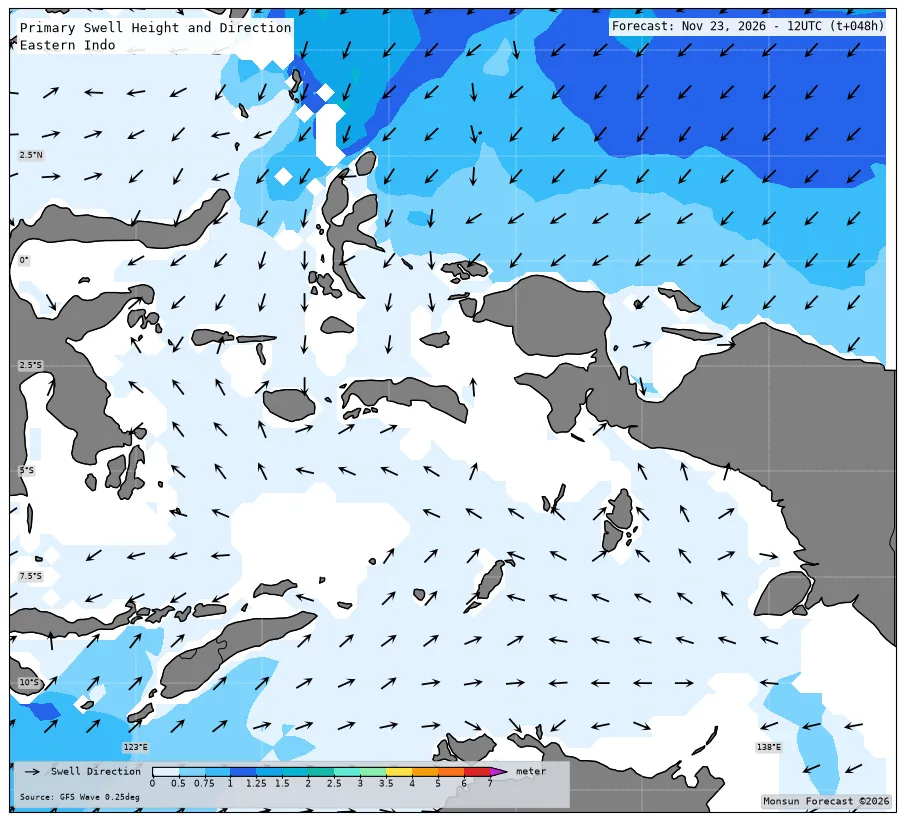 Primary Swell Height and Direction
Eastern Indo
Forecast: Nov 23, 2026 - 12UTC (t+048h)
2.5°N
0°
2.5°S
5°S
7.5°S
10°S
123°E
138°E
Swell Direction
meter
0 0.5 0.75 1 1.25 1.5 2 2.5 3 3.5 4 5 6 7
Source: GFS Wave 0.25deg
Monsun Forecast ©2026